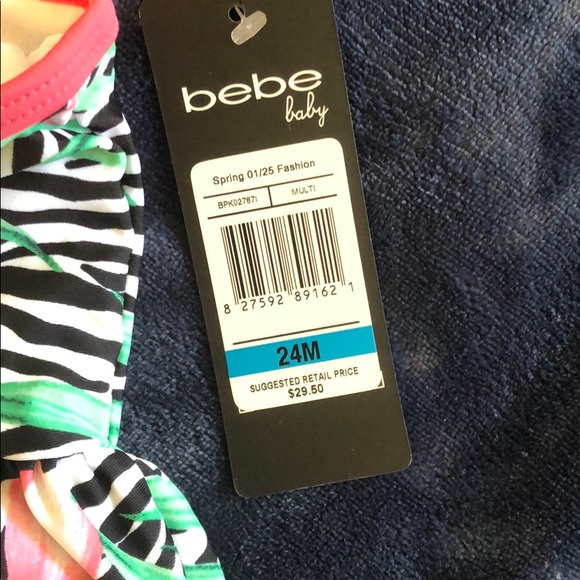 bebe
baby
Spring 01/25 Fashion
BPK02767I MULTI
8 27592 89162 1
24M
SUGGESTED RETAIL PRICE
$29.50